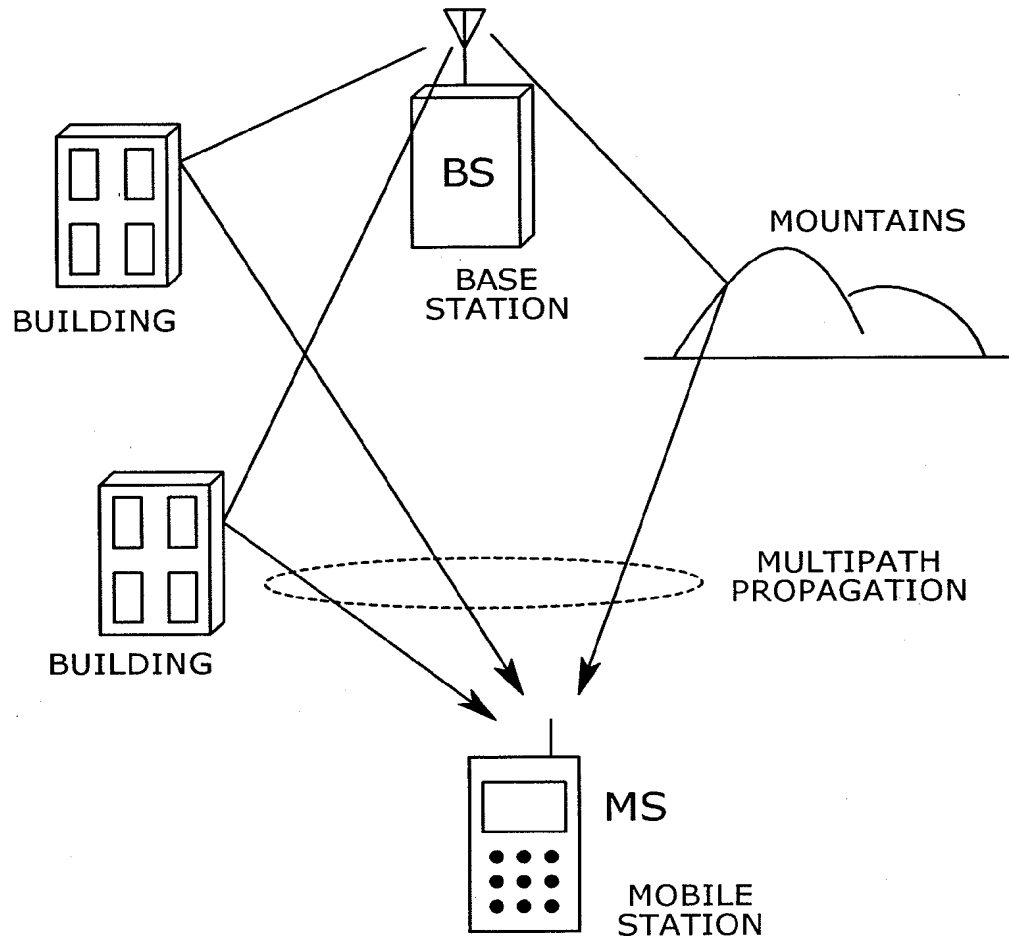 BS
BASE
STATION
MOUNTAINS
BUILDING
MULTIPATH
PROPAGATION
BUILDING
MS
MOBILE
STATION